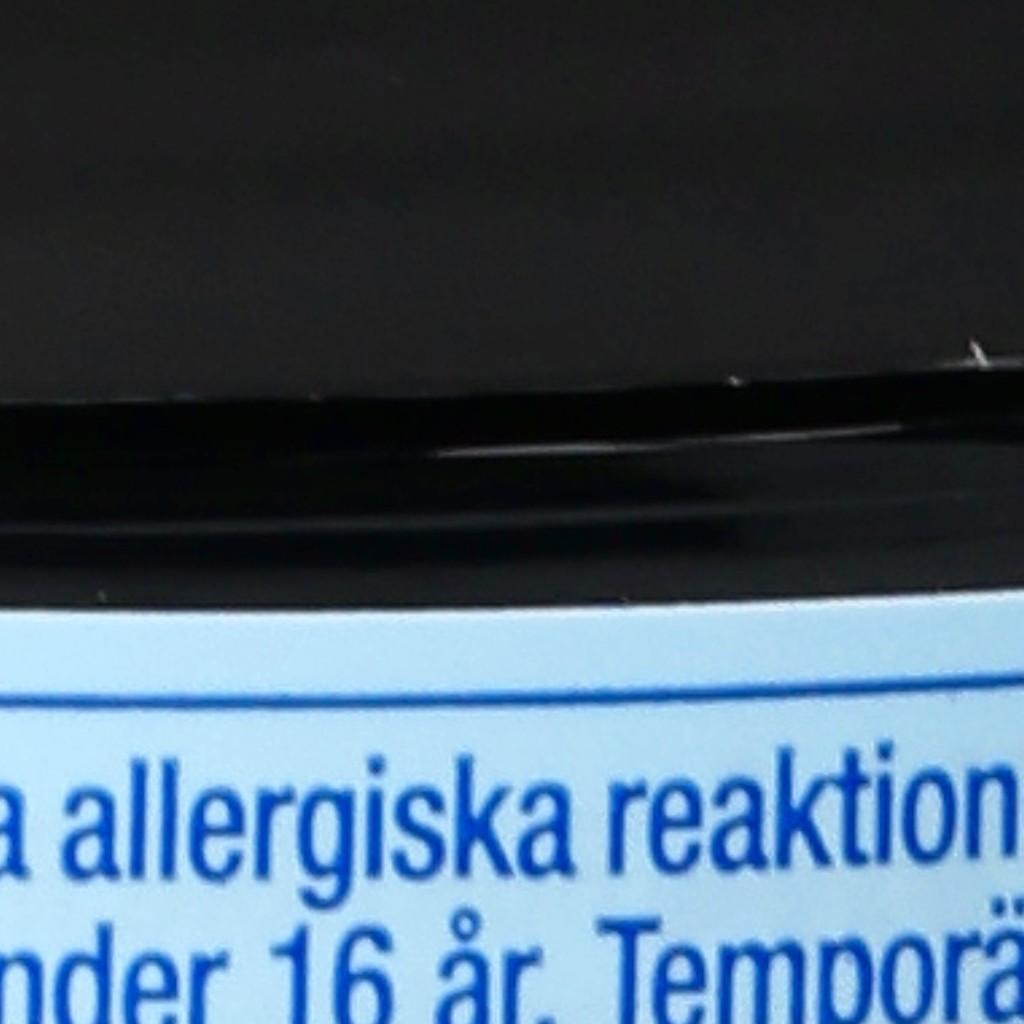 a allergiska reaktion
nder 16 år. Temporä